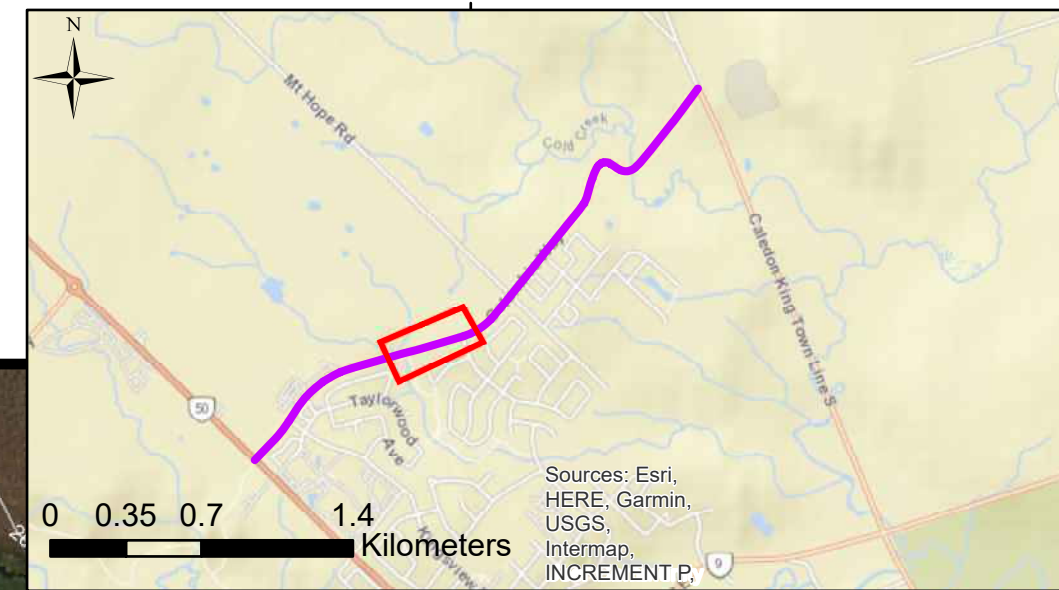 N
Mt Hope Rd
Cold Creek
Caledon King Town Line S
50
Taylorwood
Ave
0 0.35 0.7 1.4
Kilometers
Sources: Esri,
HERE, Garmin,
USGS,
Intermap,
INCREMENT P,
9